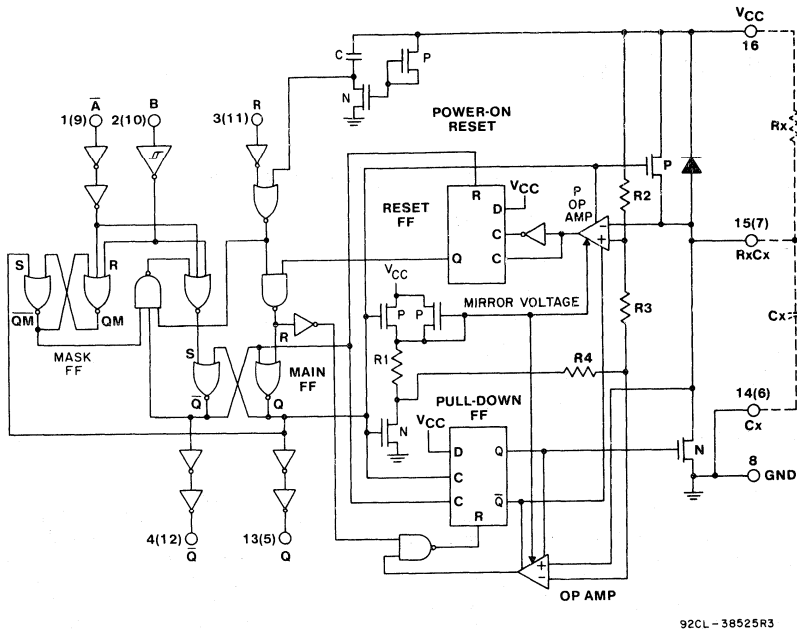 VCC
16
C
P
N
A
B
R
1(9)
2(10)
3(11)
POWER-ON
RESET
Rx
P
R
RESET
FF
VCC
D
C
C
Q
P
OP
AMP
-
+
R2
15(7)
RxCx
S
R
QM
QM
MASK
FF
VCC
P
P
MIRROR VOLTAGE
R3
Cx
R
S
MAIN
FF
Q
Q
R1
R4
N
PULL-DOWN
FF
VCC
D
Q
C
C
Q
R
14(6)
Cx
N
8
GND
4(12)
Q
13(5)
Q
+
-
OP AMP
92CL-38525R3